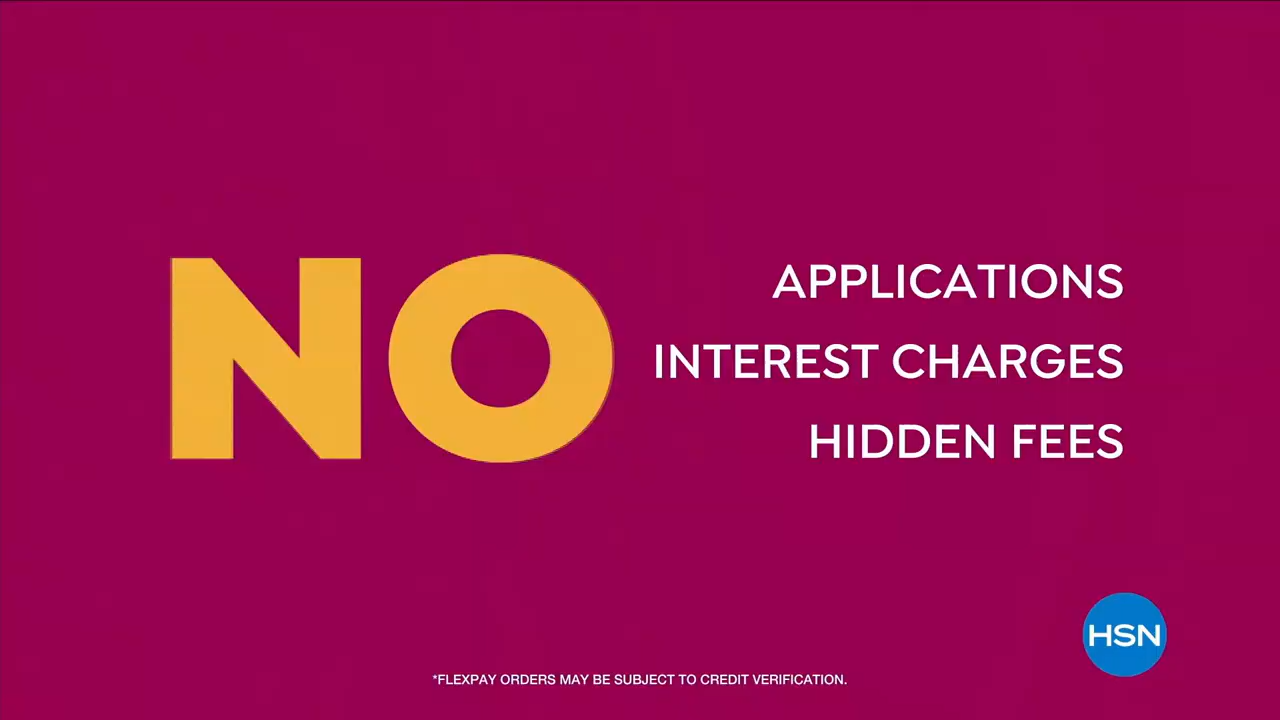 NO
APPLICATIONS
INTEREST CHARGES
HIDDEN FEES
HSN
*FLEXPAY ORDERS MAY BE SUBJECT TO CREDIT VERIFICATION.